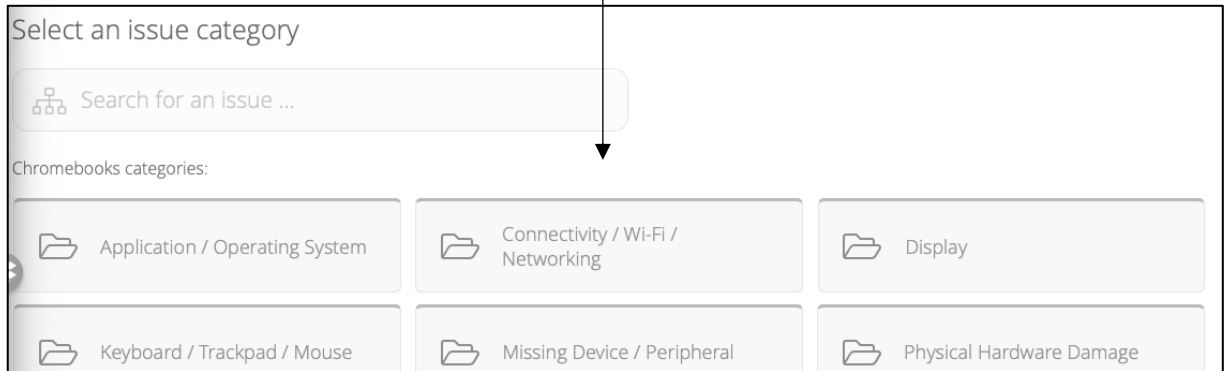 Select an issue category
Search for an issue ...
Chromebooks categories:
Application / Operating System
Connectivity / Wi-Fi /
Networking
Display
Keyboard / Trackpad / Mouse
Missing Device / Peripheral
Physical Hardware Damage